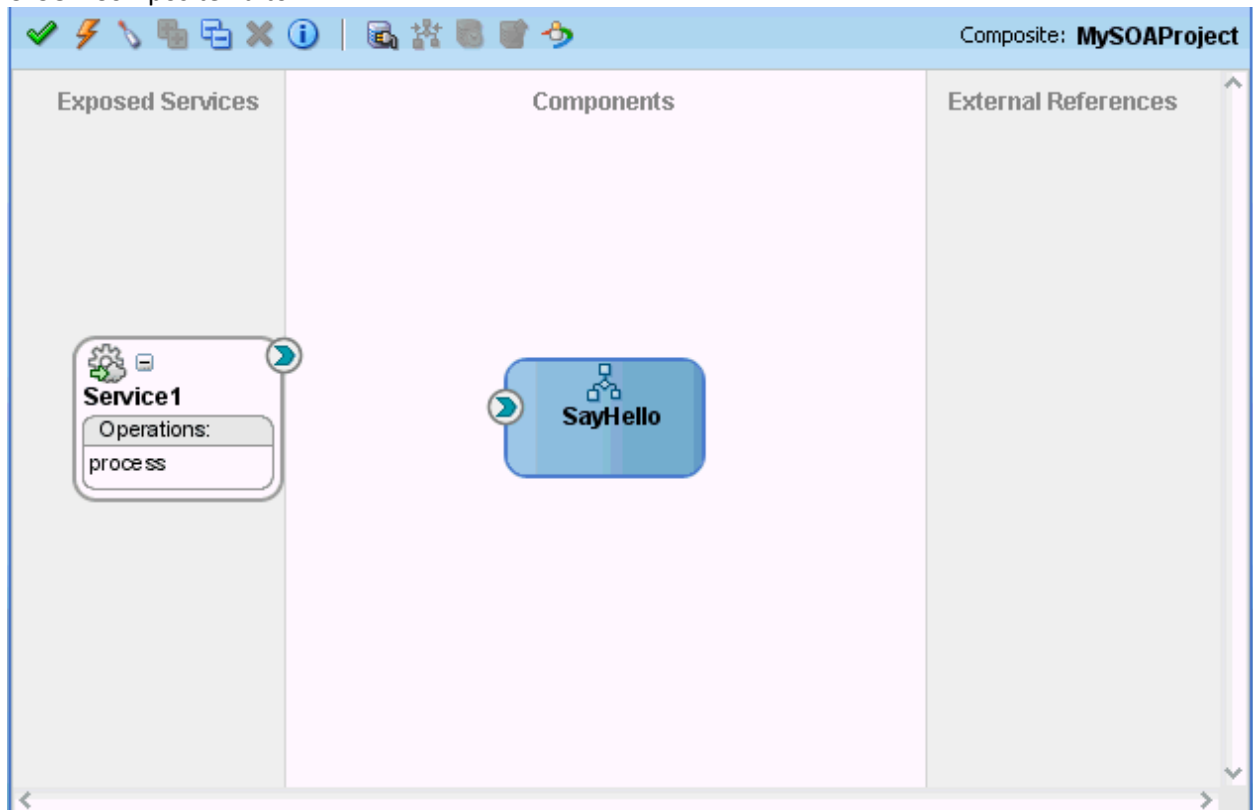 Composite: MySOAProject
Exposed Services
Components
External References
Service1
Operations:
process
SayHello